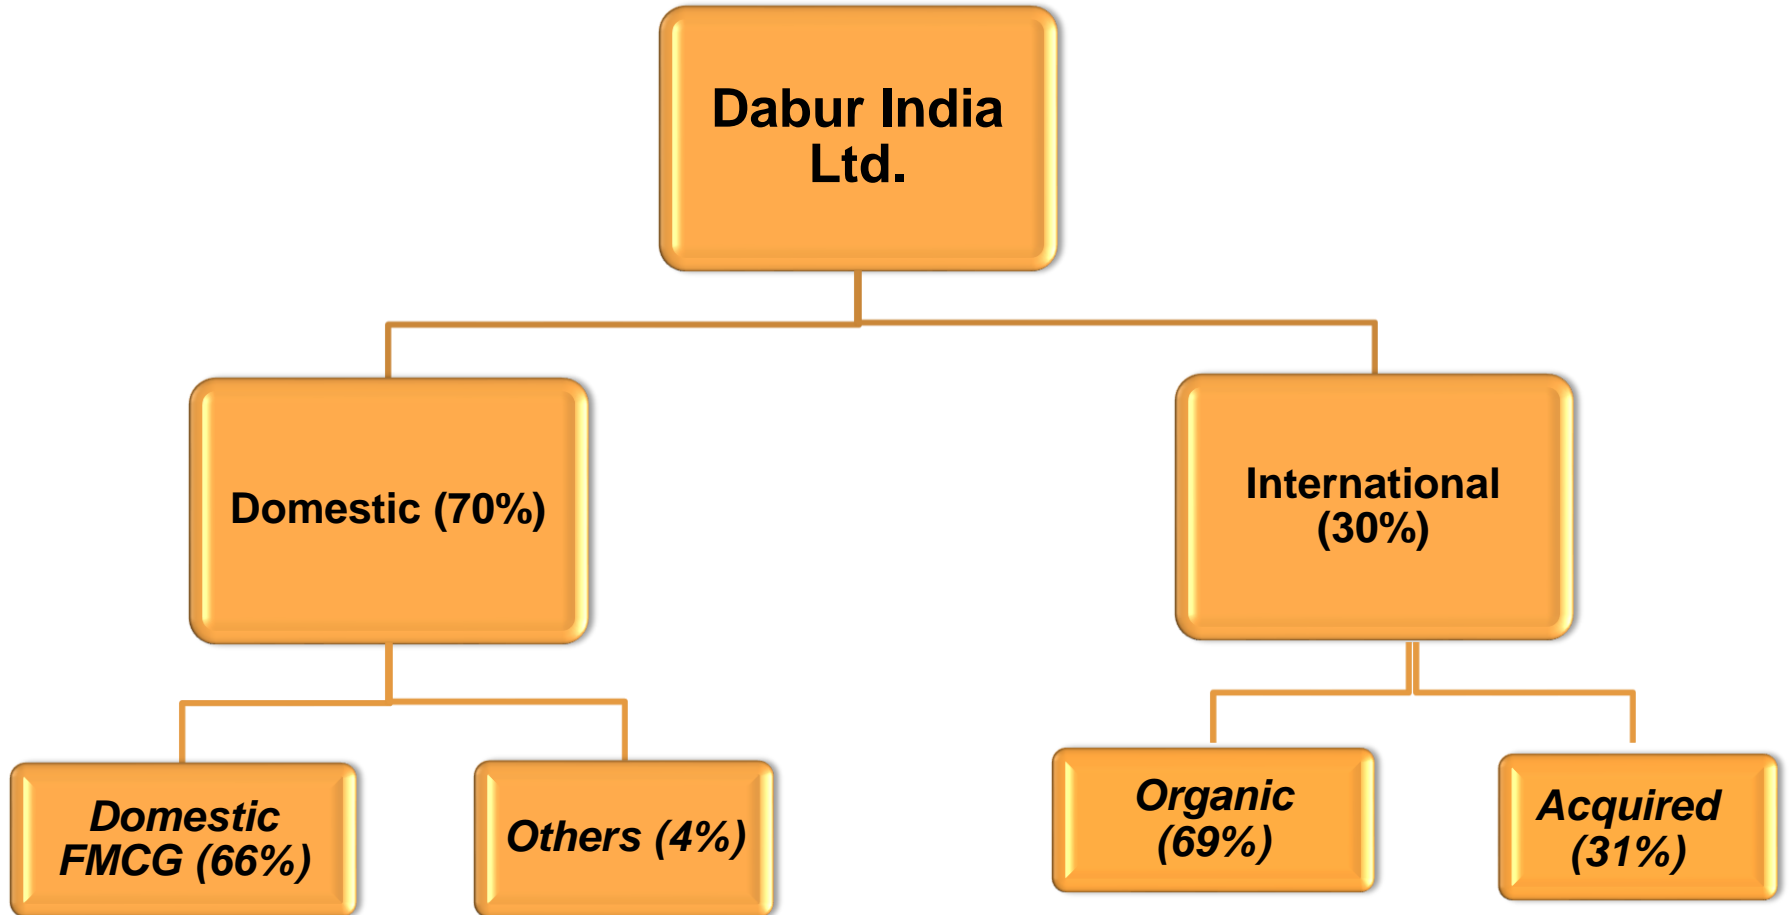 Dabur India
Ltd.
Domestic (70%)
International
(30%)
Domestic
FMCG (66%)
Others (4%)
Organic
(69%)
Acquired
(31%)